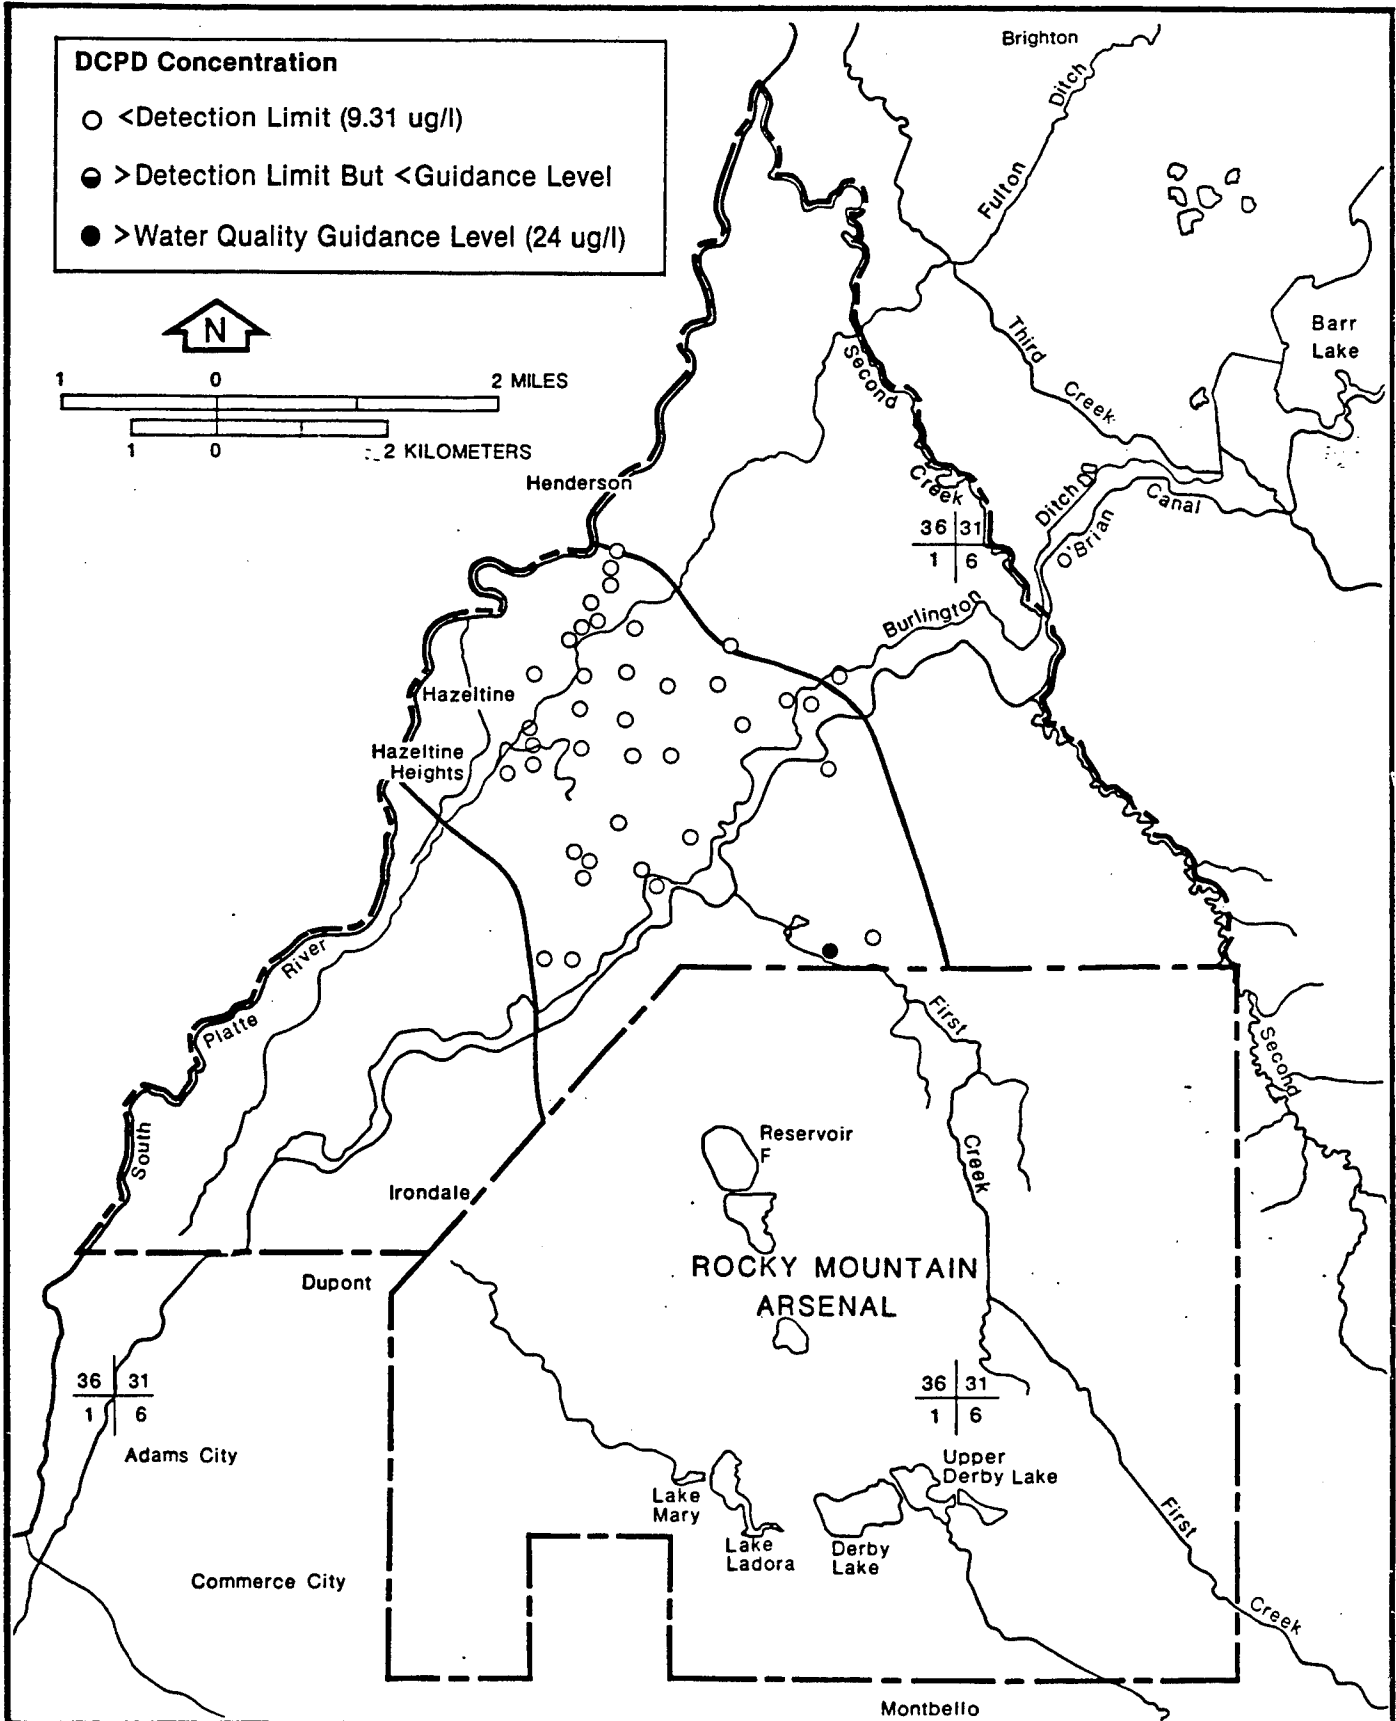 DCPD Concentration
<Detection Limit (9.31 ug/l)
>Detection Limit But <Guidance Level
>Water Quality Guidance Level (24 ug/l)
N
1 0 2 MILES
1 0 2 KILOMETERS
Brighton
Fulton Ditch
Barr
Lake
Third Creek
Second Creek
Henderson
Ditch
O'Brian Canal
36 31
1 6
Burlington
Hazeltine
Hazeltine
Heights
South Platte River
First Creek
Second
Reservoir
F
Irondale
ROCKY MOUNTAIN
ARSENAL
Dupont
36 31
1 6
36 31
1 6
Adams City
Upper
Derby Lake
Lake
Mary
Lake
Ladora
Derby
Lake
First Creek
Commerce City
Montbello